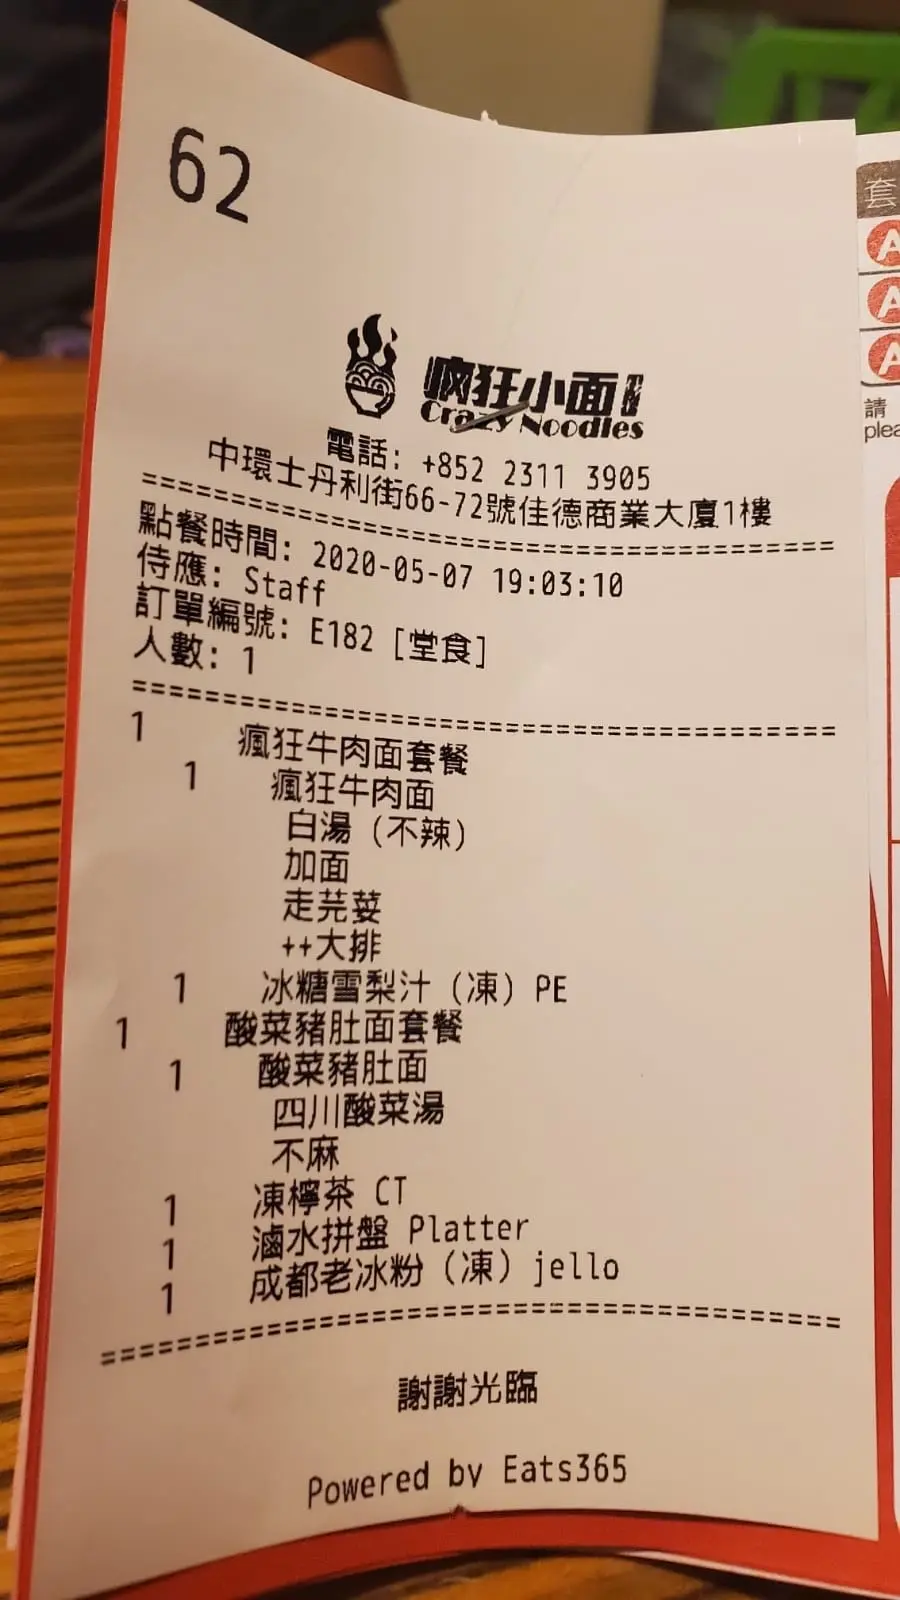 62
瘋狂小面
Crazy Noodles
電話: +852 2311 3905
中環士丹利街66-72號佳德商業大廈1樓
================================
點餐時間: 2020-05-07 19:03:10
侍應: Staff
訂單編號: E182 [堂食]
人數: 1
================================
1 瘋狂牛肉面套餐
1 瘋狂牛肉面
白湯 (不辣)
加面
走芫荽
++大排
1 冰糖雪梨汁 (凍) PE
1 酸菜豬肚面套餐
1 酸菜豬肚面
四川酸菜湯
不麻
1 凍檸茶 CT
1 滷水拼盤 Platter
1 成都老冰粉 (凍) jello
================================
謝謝光臨
Powered by Eats365
套
A
A
A
請
plea